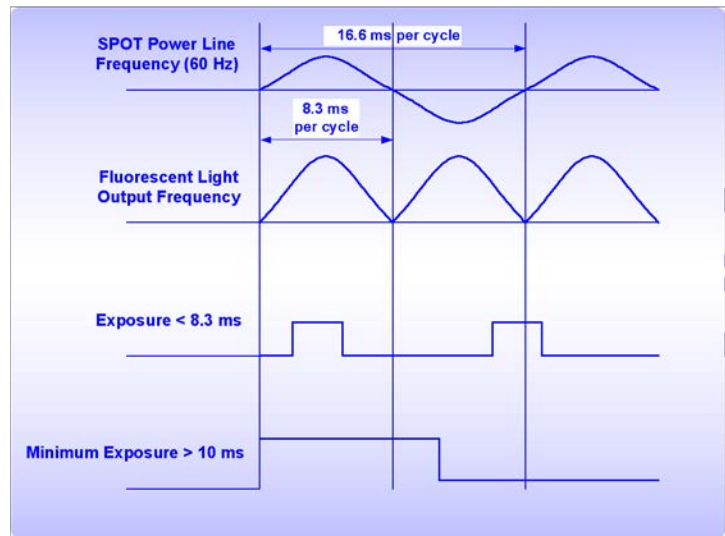 SPOT Power Line
Frequency (60 Hz)
16.6 ms per cycle
8.3 ms
per cycle
Fluorescent Light
Output Frequency
Exposure < 8.3 ms
Minimum Exposure > 10 ms